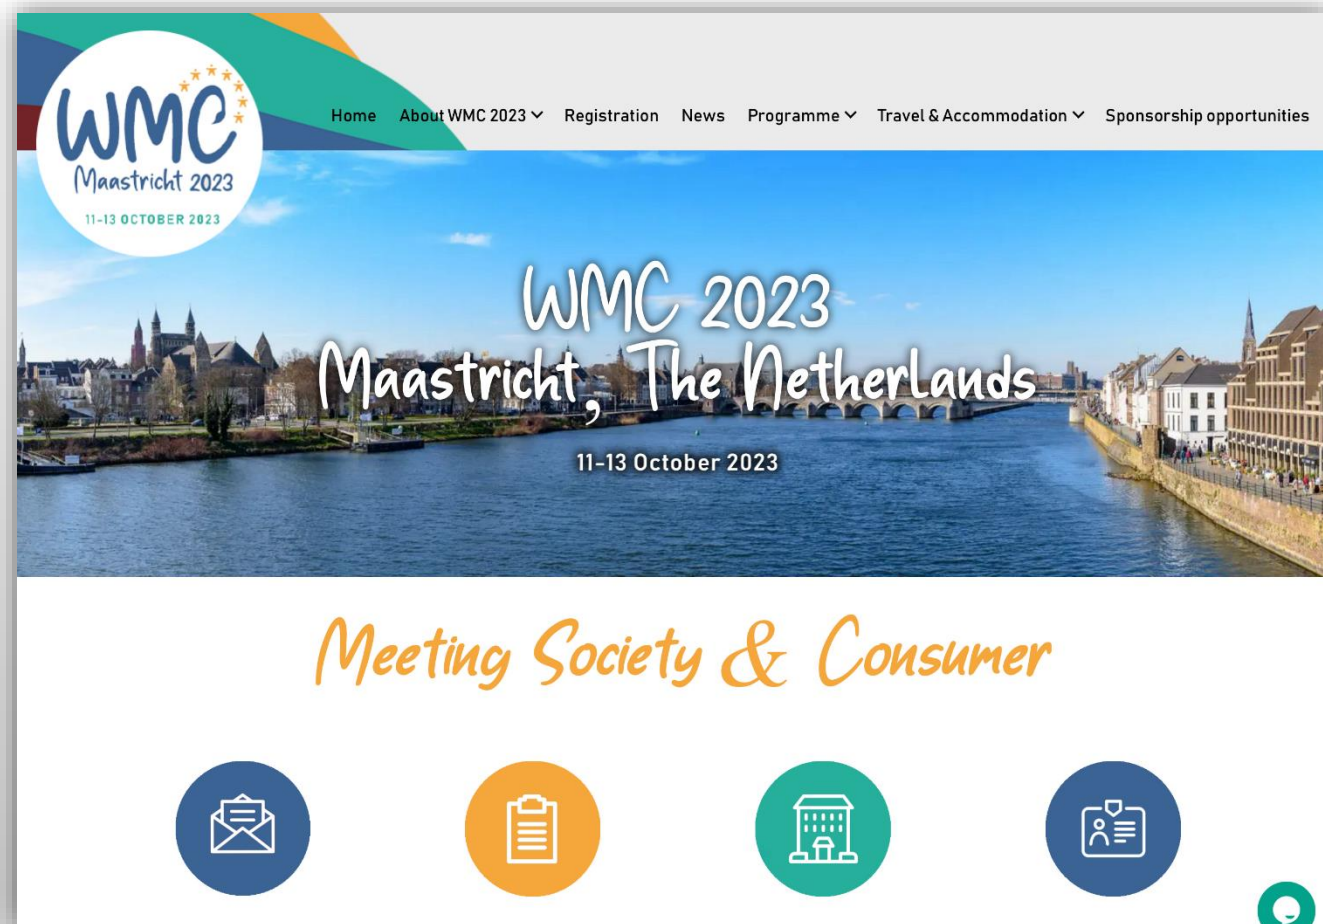 WMC
Maastricht 2023
11-13 OCTOBER 2023
Home About WMC 2023 Registration News Programme Travel & Accommodation Sponsorship opportunities
WMC 2023
Maastricht, The Netherlands
11-13 October 2023
Meeting Society & Consumer